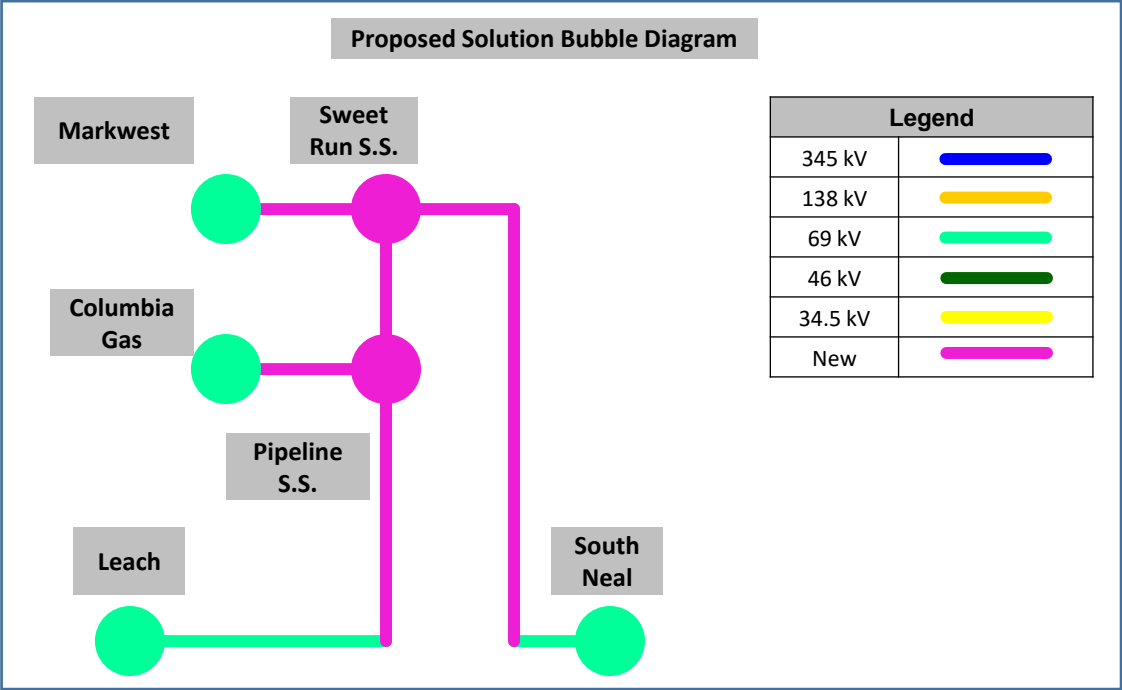 Proposed Solution Bubble Diagram
Markwest
Sweet
Run S.S.
Legend
345 kV
138 kV
69 kV
46 kV
34.5 kV
New
Columbia
Gas
Pipeline
S.S.
Leach
South
Neal